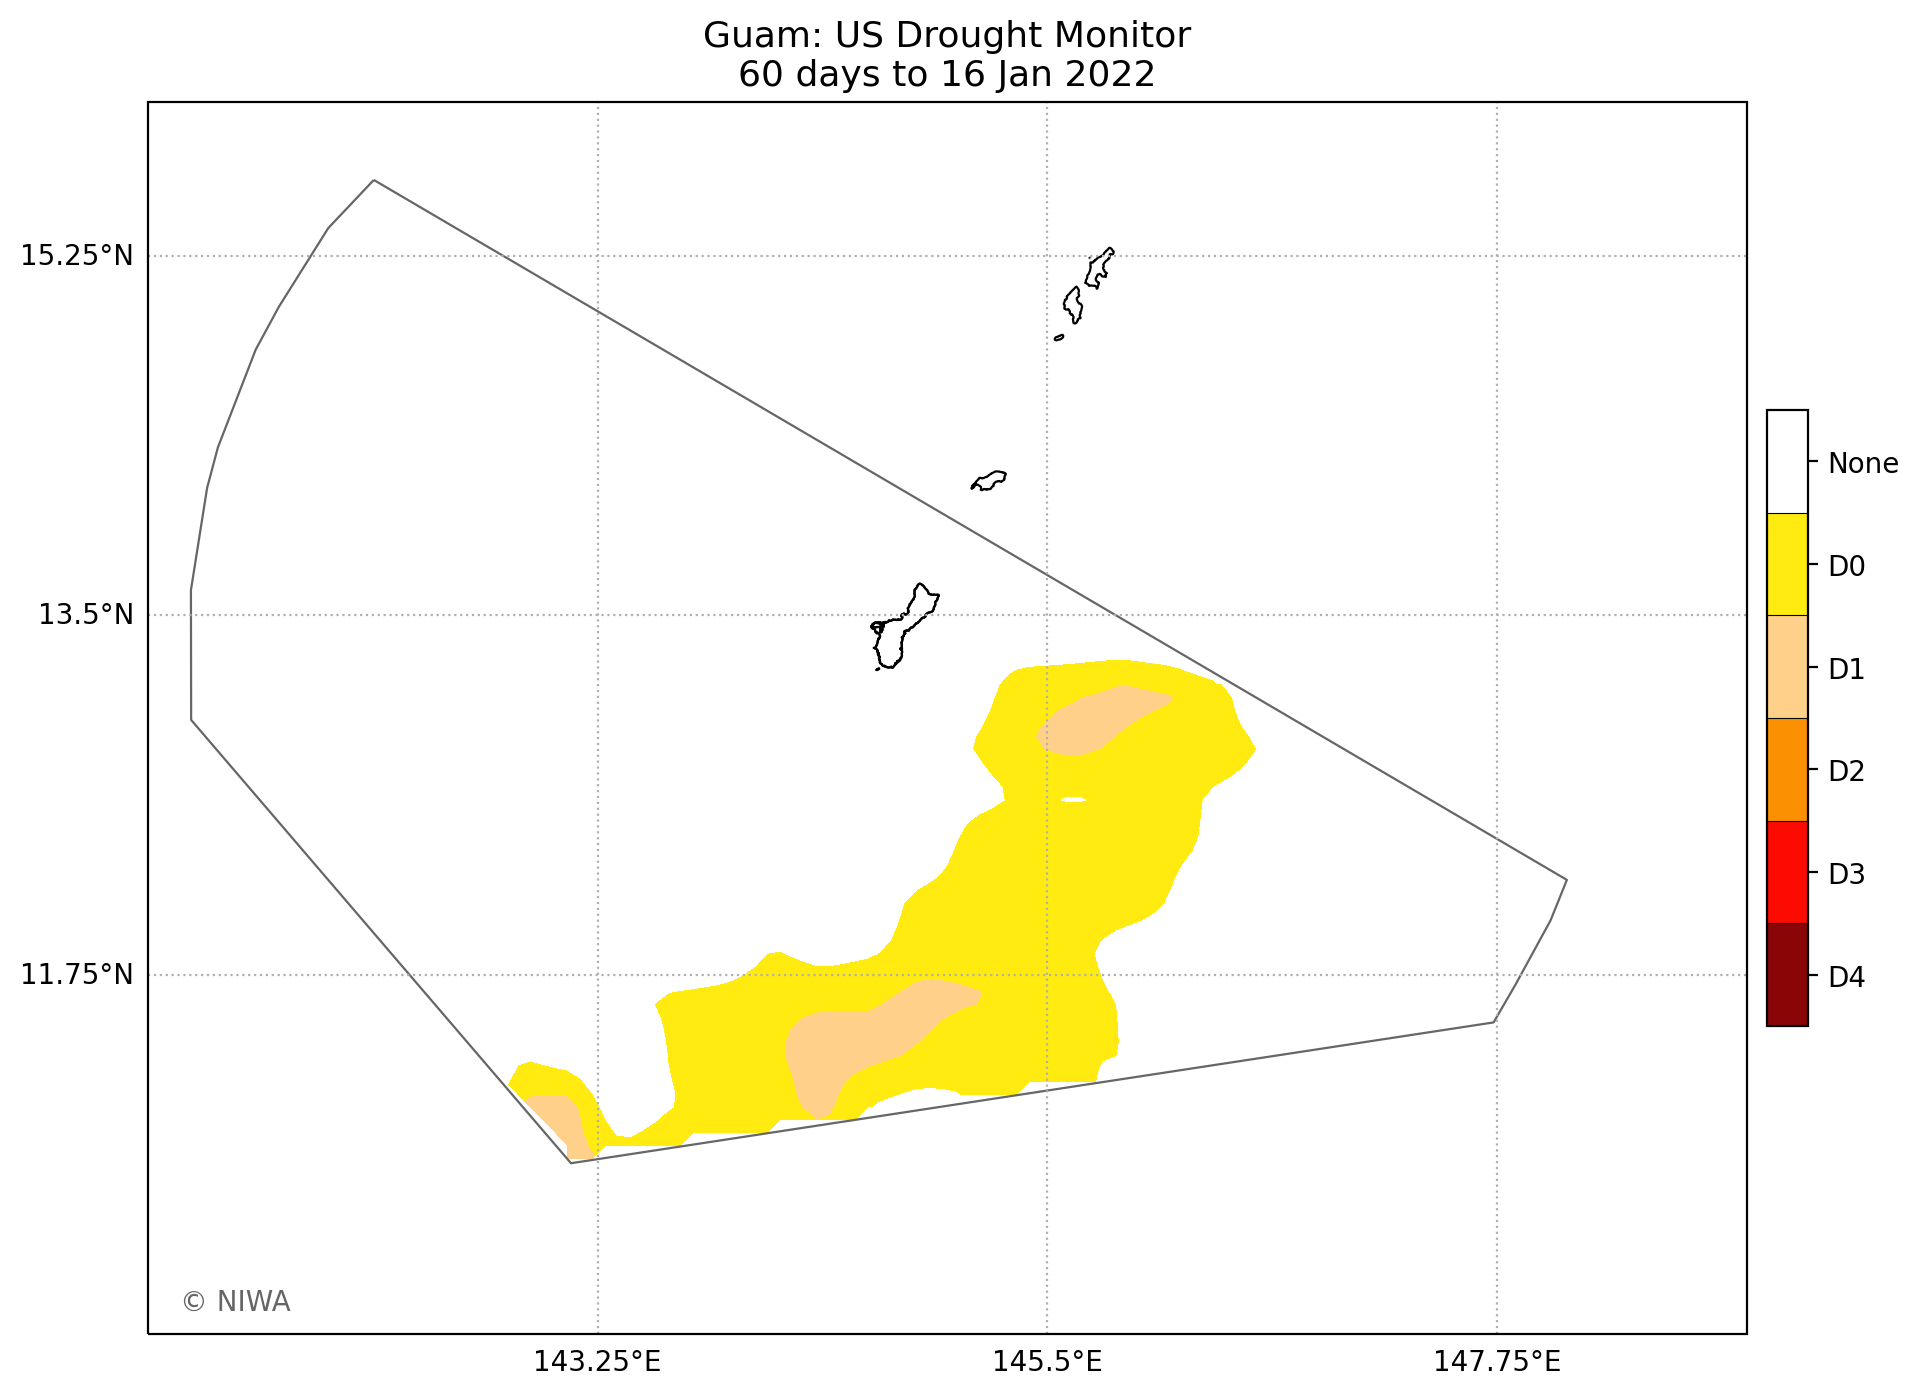 Guam: US Drought Monitor
60 days to 16 Jan 2022
15.25°N
13.5°N
11.75°N
143.25°E
145.5°E
147.75°E
None
D0
D1
D2
D3
D4
© NIWA